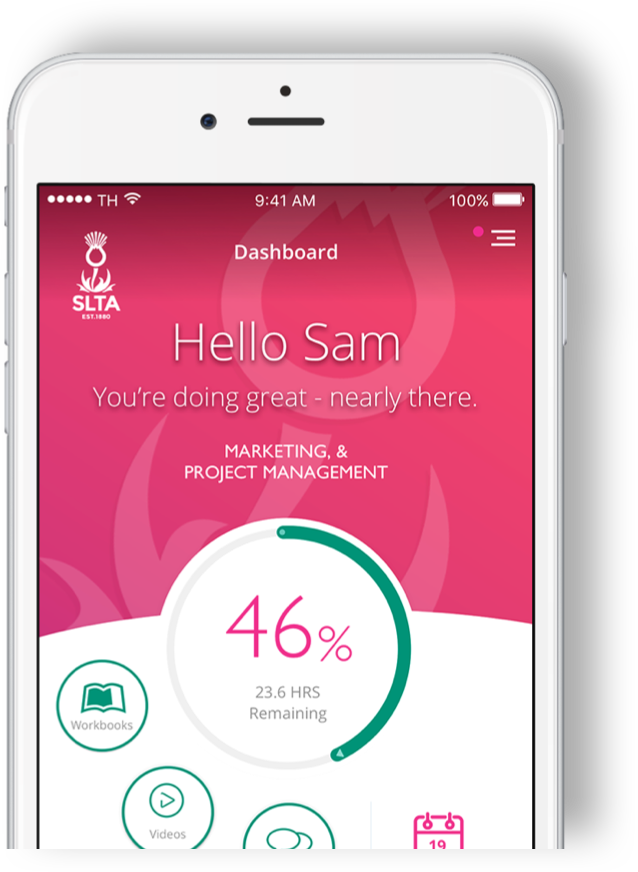 TH
9:41 AM
100%
Dashboard
SLTA
EST.1980
Hello Sam
You're doing great - nearly there.
MARKETING, &
PROJECT MANAGEMENT
46%
23.6 HRS
Remaining
Workbooks
Videos
19